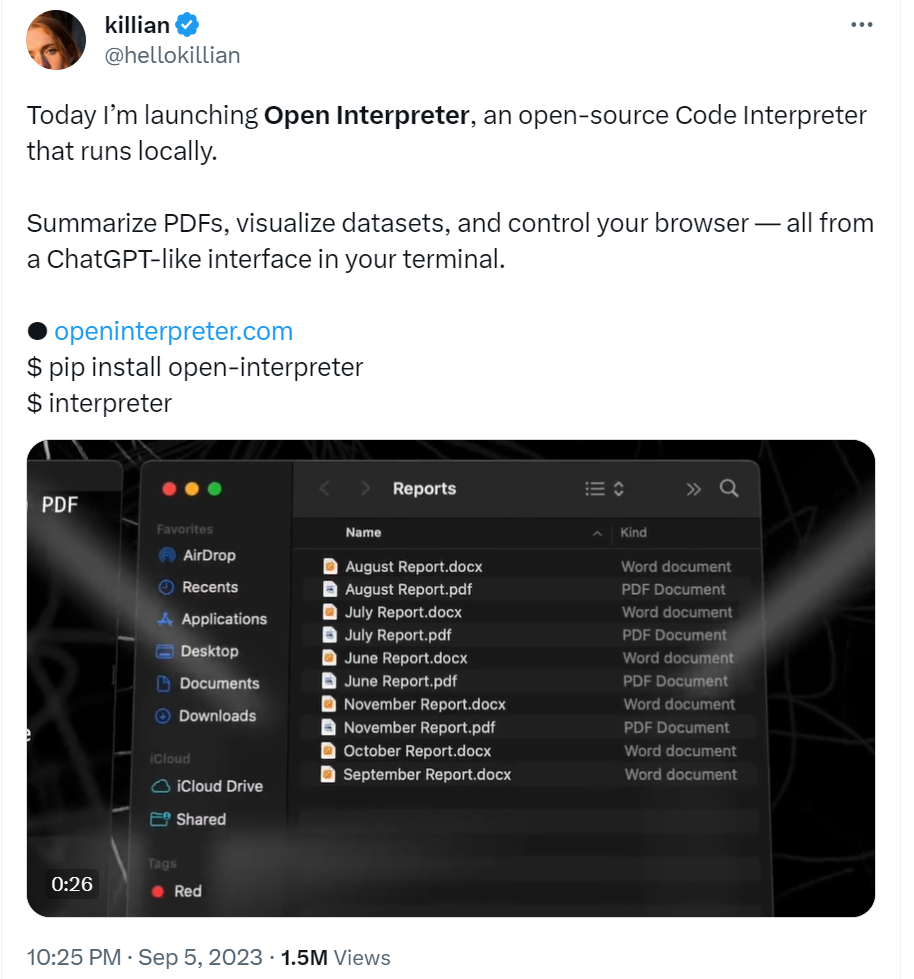 killian
@hellokillian
Today I’m launching Open Interpreter, an open-source Code Interpreter
that runs locally.
Summarize PDFs, visualize datasets, and control your browser — all from
a ChatGPT-like interface in your terminal.
● openinterpreter.com
$ pip install open-interpreter
$ interpreter
PDF
Reports
Favorites
AirDrop
Recents
Applications
Desktop
Documents
Downloads
iCloud
iCloud Drive
Shared
Tags
Red
Name Kind
August Report.docx Word document
August Report.pdf PDF Document
July Report.docx Word document
July Report.pdf PDF Document
June Report.docx Word document
June Report.pdf PDF Document
November Report.docx Word document
November Report.pdf PDF Document
October Report.docx Word document
September Report.docx Word document
0:26
10:25 PM · Sep 5, 2023 · 1.5M Views